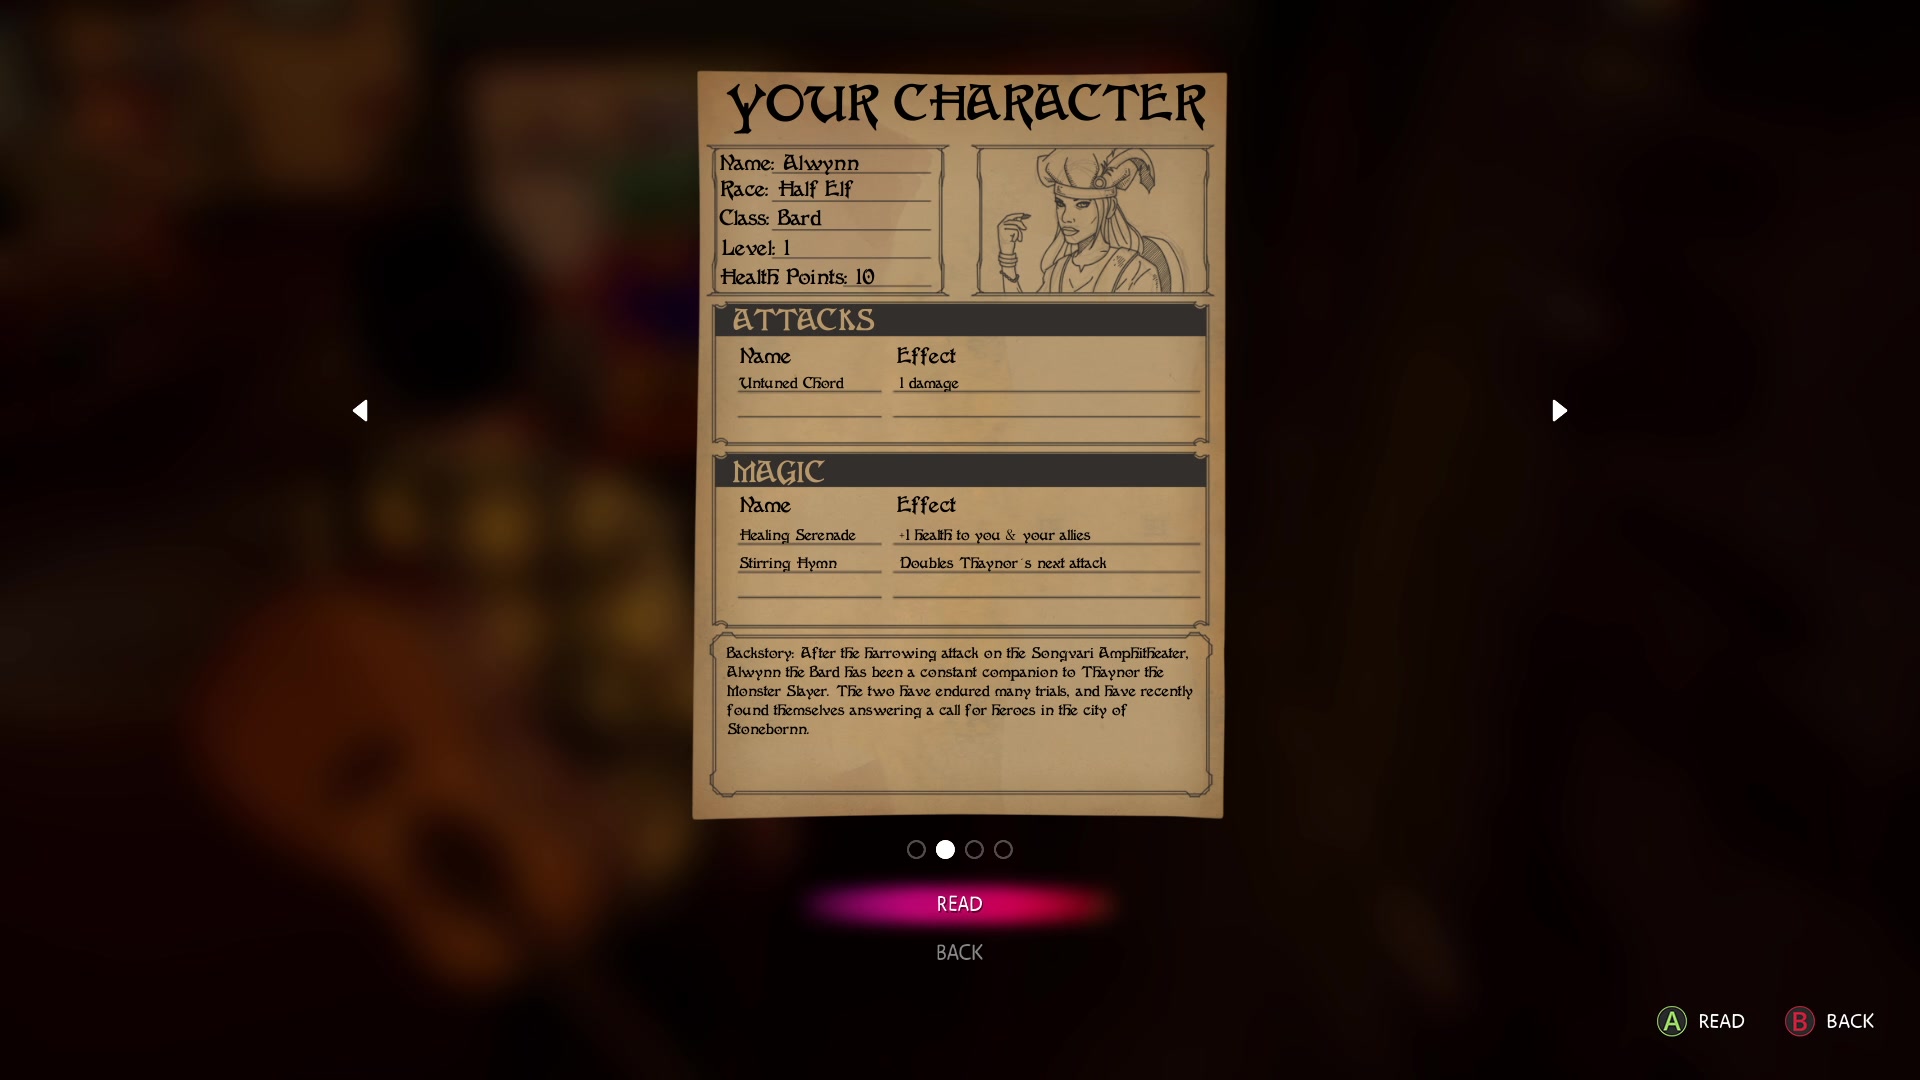 YOUR CHARACTER
Name: Alwynn
Race: Half Elf
Class: Bard
Level: 1
Health Points: 10
ATTACKS
Name Effect
Untuned Chord 1 damage
MAGIC
Name Effect
Healing Serenade +1 health to you & your allies
Stirring Hymn Doubles Thaynor's next attack
Backstory: After the harrowing attack on the Songvari Amphitheater,
Alwynn the Bard has been a constant companion to Thaynor the
Monster Slayer. The two have endured many trials, and have recently
found themselves answering a call for heroes in the city of
Stonebornn.
READ
BACK
A READ B BACK